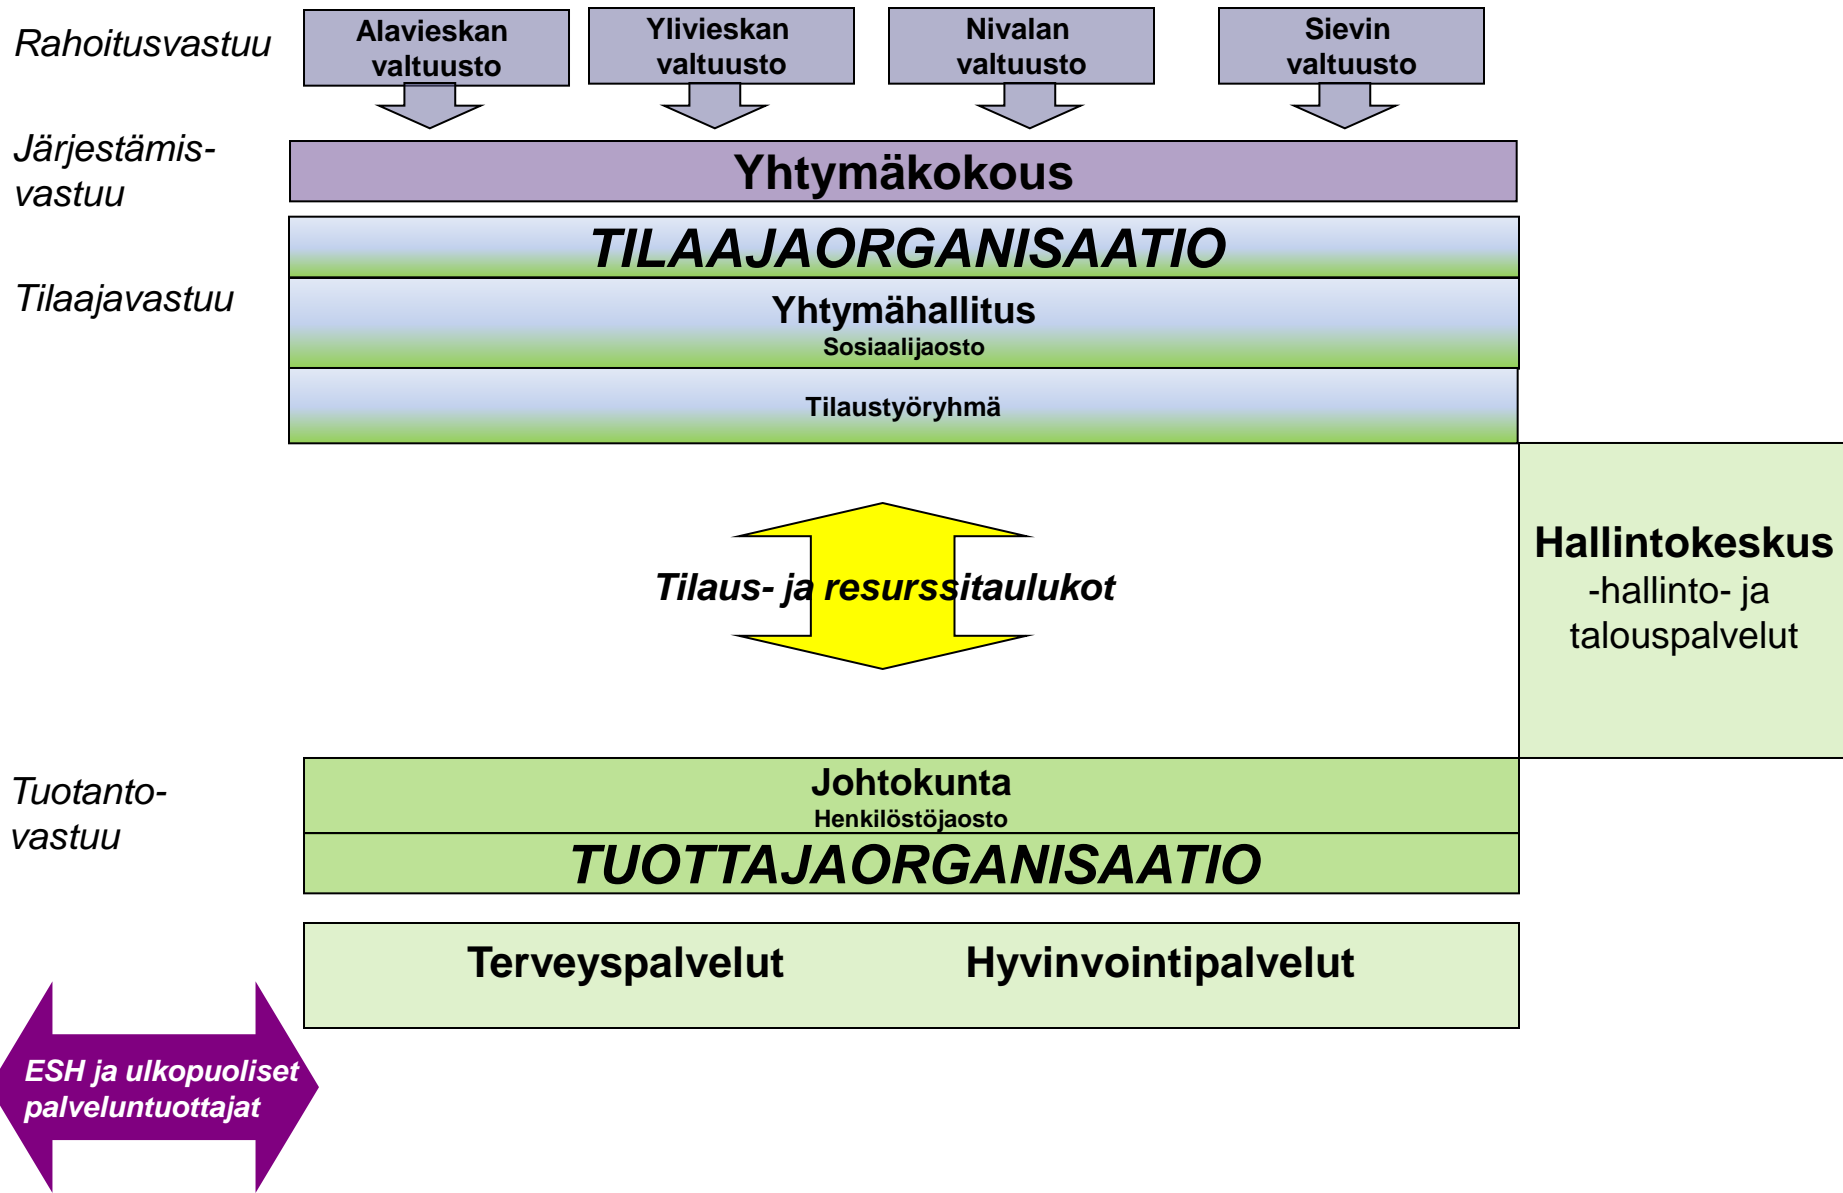 Rahoitusvastuu
Alavieskan
valtuusto
Ylivieskan
valtuusto
Nivalan
valtuusto
Sievin
valtuusto
Järjestämis-
vastuu
Yhtymäkokous
TILAAJAORGANISAATIO
Tilaajavastuu
Yhtymähallitus
Sosiaalijaosto
Tilaustyöryhmä
Tilaus- ja resurssitaulukot
Hallintokeskus
-hallinto- ja
talouspalvelut
Tuotanto-
vastuu
Johtokunta
Henkilöstöjaosto
TUOTTAJAORGANISAATIO
Terveyspalvelut
Hyvinvointipalvelut
ESH ja ulkopuoliset
palveluntuottajat